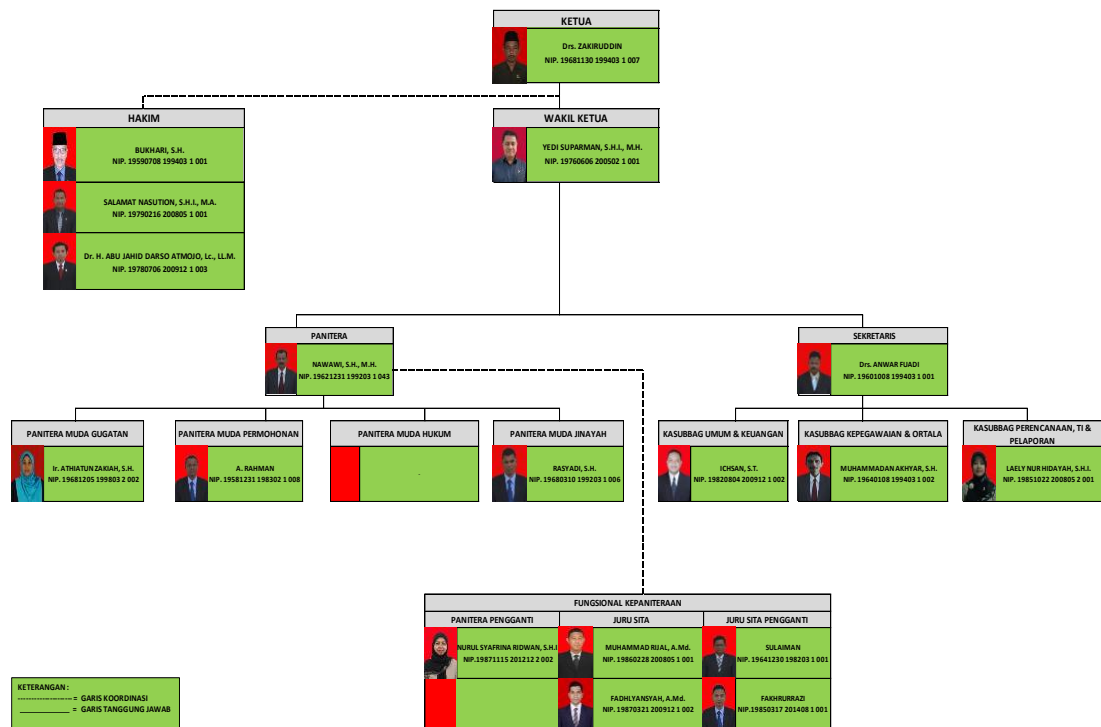 KETUA
Drs. ZAKIRUDDIN
NIP. 19681130 199403 1 007
HAKIM
BUKHARI, S.H.
NIP. 19590708 199403 1 001
SALAMAT NASUTION, S.H.I., M.A.
NIP. 19790216 200805 1 001
Dr. H. ABU JAHID DARSO ATMOJO, Lc., LL.M.
NIP. 19780706 200912 1 003
WAKIL KETUA
YEDI SUPARMAN, S.H.I., M.H.
NIP. 19760606 200502 1 001
PANITERA
NAWAWI, S.H., M.H.
NIP. 19621231 199203 1 043
SEKRETARIS
Drs. ANWAR FUADI
NIP. 19601008 199403 1 001
PANITERA MUDA GUGATAN
Ir. ATHIATUN ZAKIAH, S.H.
NIP. 19681205 199803 2 002
PANITERA MUDA PERMOHONAN
A. RAHMAN
NIP. 19581231 198302 1 008
PANITERA MUDA HUKUM
-
PANITERA MUDA JINAYAH
RASYADI, S.H.
NIP. 19680310 199203 1 006
KASUBBAG UMUM & KEUANGAN
ICHSAN, S.T.
NIP. 19820804 200912 1 002
KASUBBAG KEPEGAWAIAN & ORTALA
MUHAMMADAN AKHYAR, S.H.
NIP. 19640108 199403 1 002
KASUBBAG PERENCANAAN, TI &
PELAPORAN
LAELY NUR HIDAYAH, S.H.I.
NIP. 19851022 200805 2 001
FUNGSIONAL KEPANITERAAN
PANITERA PENGGANTI
NURUL SYAFRINA RIDWAN, S.H.I
NIP.19871115 201212 2 002
JURU SITA
MUHAMMAD RIJAL, A.Md.
NIP. 19860228 200805 1 001
FADHLYANSYAH, A.Md.
NIP. 19870321 200912 1 002
JURU SITA PENGGANTI
SULAIMAN
NIP.19641230 198203 1 001
FAKHRURRAZI
NIP.19850317 201408 1 001
KETERANGAN :
-------------------- = GARIS KOORDINASI
______________ = GARIS TANGGUNG JAWAB